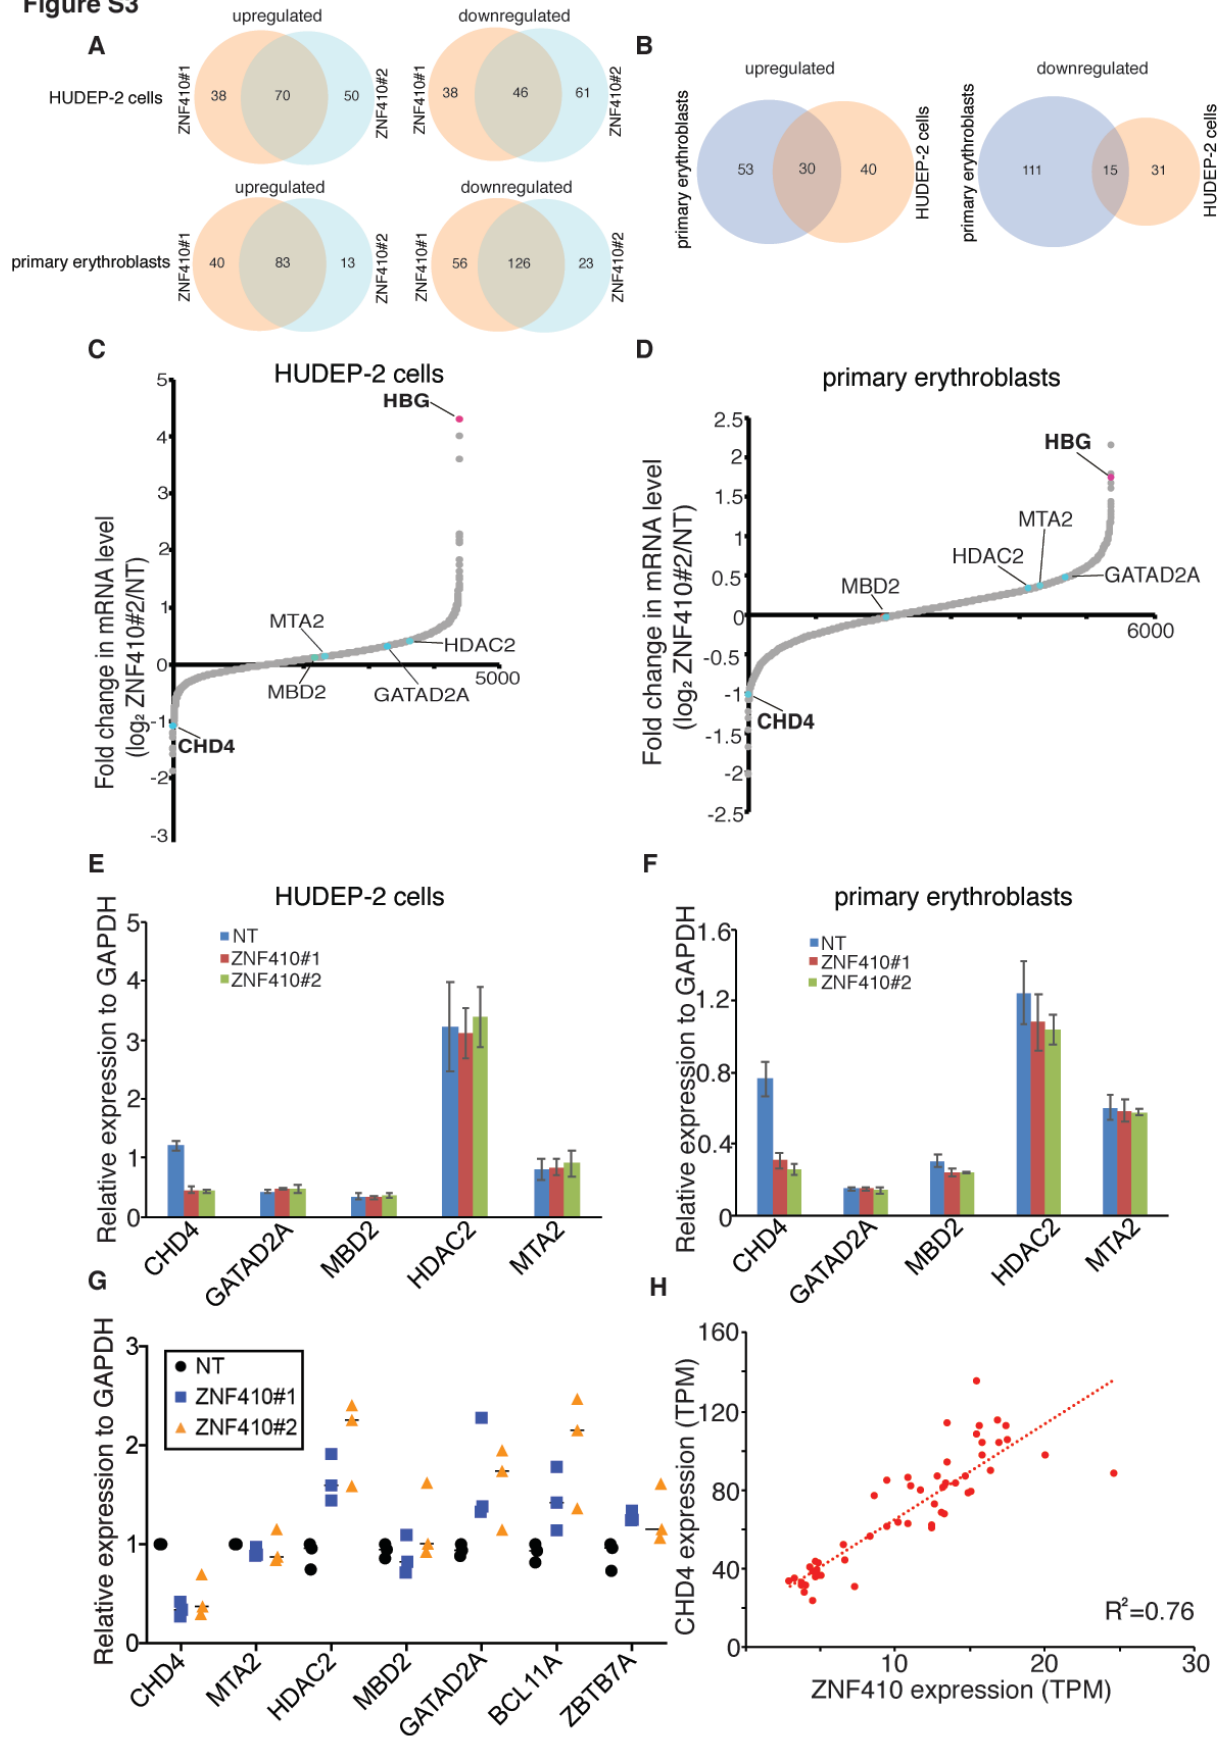 Figure S3
A
upregulated
downregulated
HUDEP-2 cells
ZNF410#1
38
70
50
ZNF410#2
ZNF410#1
38
46
61
ZNF410#2
upregulated
downregulated
primary erythroblasts
ZNF410#1
40
83
13
ZNF410#2
ZNF410#1
56
126
23
ZNF410#2
B
upregulated
downregulated
primary erythroblasts
53
30
40
HUDEP-2 cells
primary erythroblasts
111
15
31
HUDEP-2 cells
C
HUDEP-2 cells
Fold change in mRNA level
(log₂ ZNF410#2/NT)
5
4
3
2
1
0
-1
-2
-3
5000
HBG
MTA2
HDAC2
MBD2
GATAD2A
CHD4
D
primary erythroblasts
Fold change in mRNA level
(log₂ ZNF410#2/NT)
2.5
2
1.5
1
0.5
0
-0.5
-1
-1.5
-2
-2.5
6000
HBG
MTA2
HDAC2
GATAD2A
MBD2
CHD4
E
HUDEP-2 cells
Relative expression to GAPDH
5
4
3
2
1
0
NT
ZNF410#1
ZNF410#2
CHD4
GATAD2A
MBD2
HDAC2
MTA2
F
primary erythroblasts
Relative expression to GAPDH
1.6
1.2
0.8
0.4
0
NT
ZNF410#1
ZNF410#2
CHD4
GATAD2A
MBD2
HDAC2
MTA2
G
Relative expression to GAPDH
3
2
1
0
NT
ZNF410#1
ZNF410#2
CHD4
MTA2
HDAC2
MBD2
GATAD2A
BCL11A
ZBTB7A
H
CHD4 expression (TPM)
160
120
80
40
0
R²=0.76
10
20
30
ZNF410 expression (TPM)